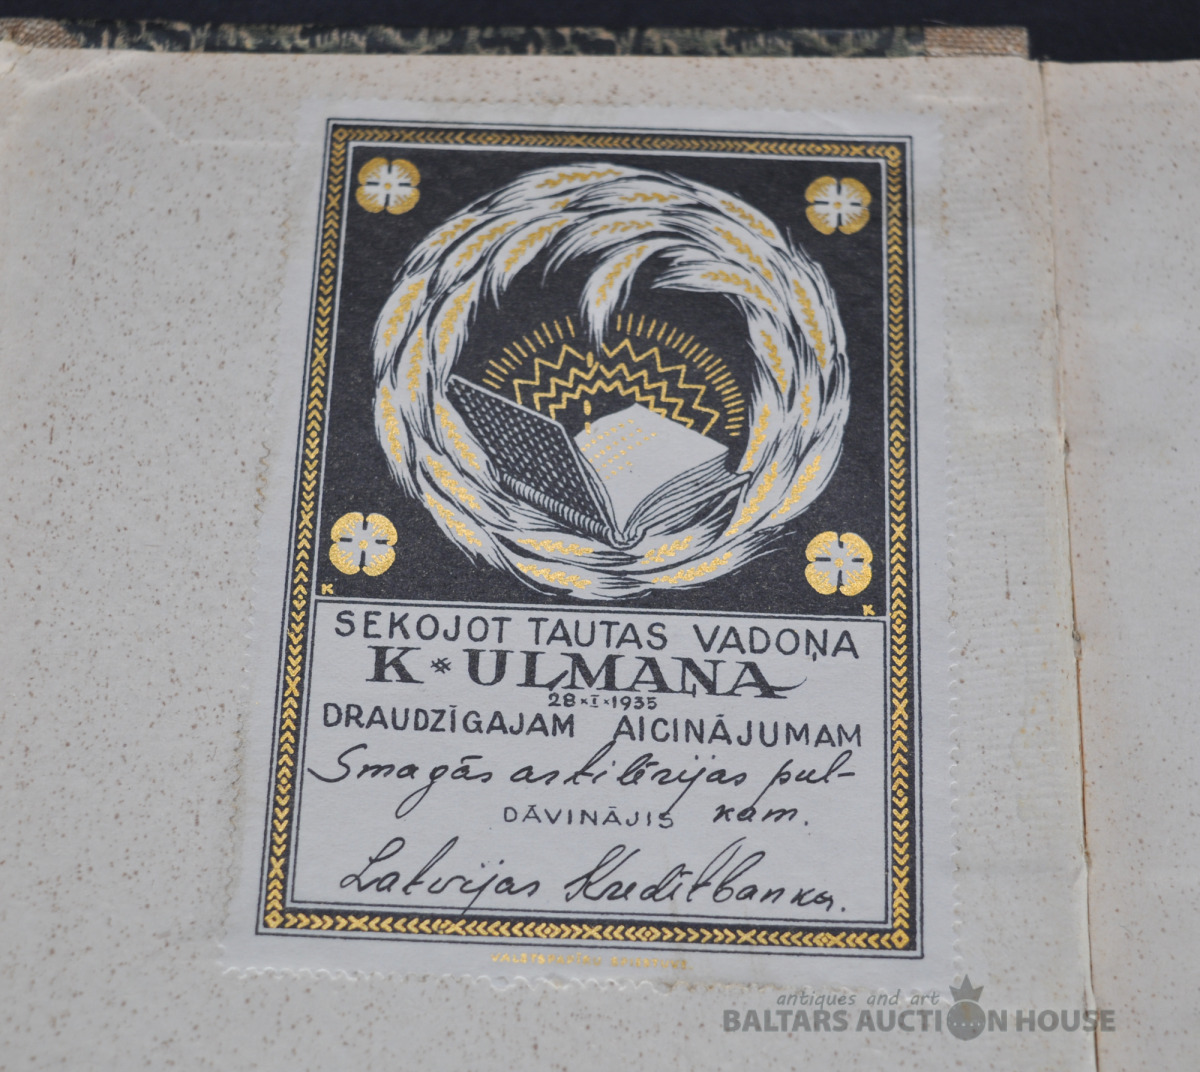 K K
SEKOJOT TAUTAS VADOŅA
K * ULMAŅA
28 × I × 1935
DRAUDZĪGAJAM AICINĀJUMAM
Smagās artilērijas pul-
DĀVINĀJIS kam.
Latvijas Kredītbanka.
antiques and art
BALTARS AUCTION HOUSE